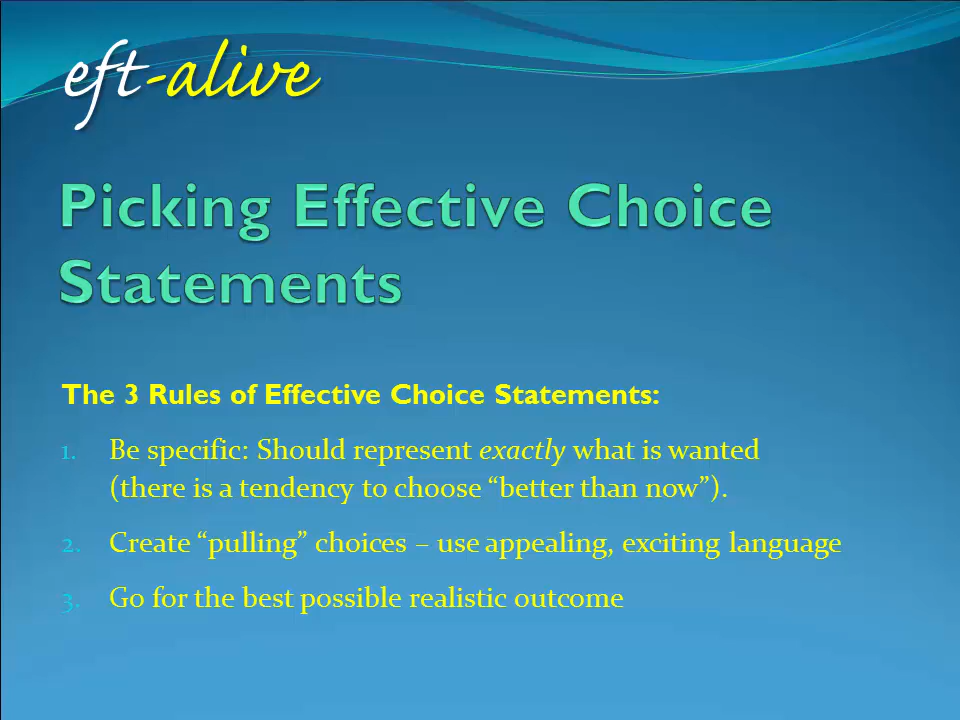 eft-alive
Picking Effective Choice
Statements
The 3 Rules of Effective Choice Statements:
1. Be specific: Should represent exactly what is wanted
(there is a tendency to choose “better than now”).
2. Create “pulling” choices – use appealing, exciting language
3. Go for the best possible realistic outcome